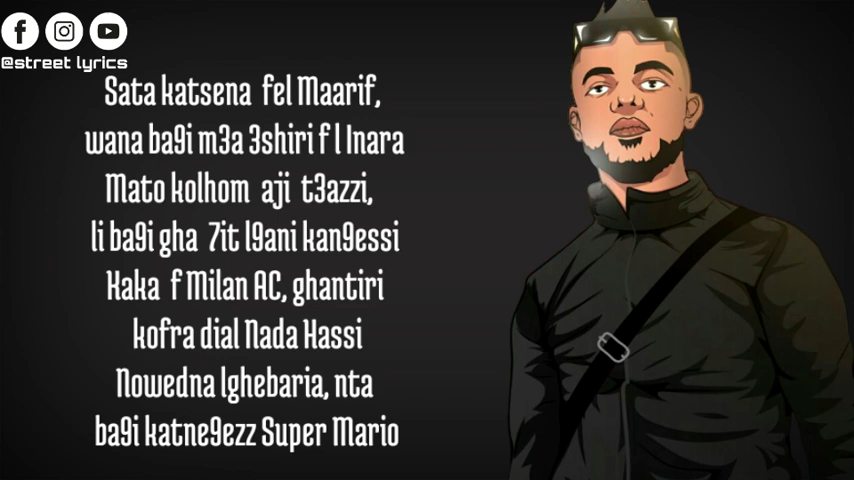 @street lyrics
Sata katsena fel Maarif,
wana ba9i m3a 3shiri f l Inara
Mato kolhom aji t3azzi,
li ba9i gha 7it l9ani kan9essi
Kaka f Milan AC, ghantiri
kofra dial Nada Hassi
Nowedna lghebaria, nta
ba9i katne9ezz Super Mario